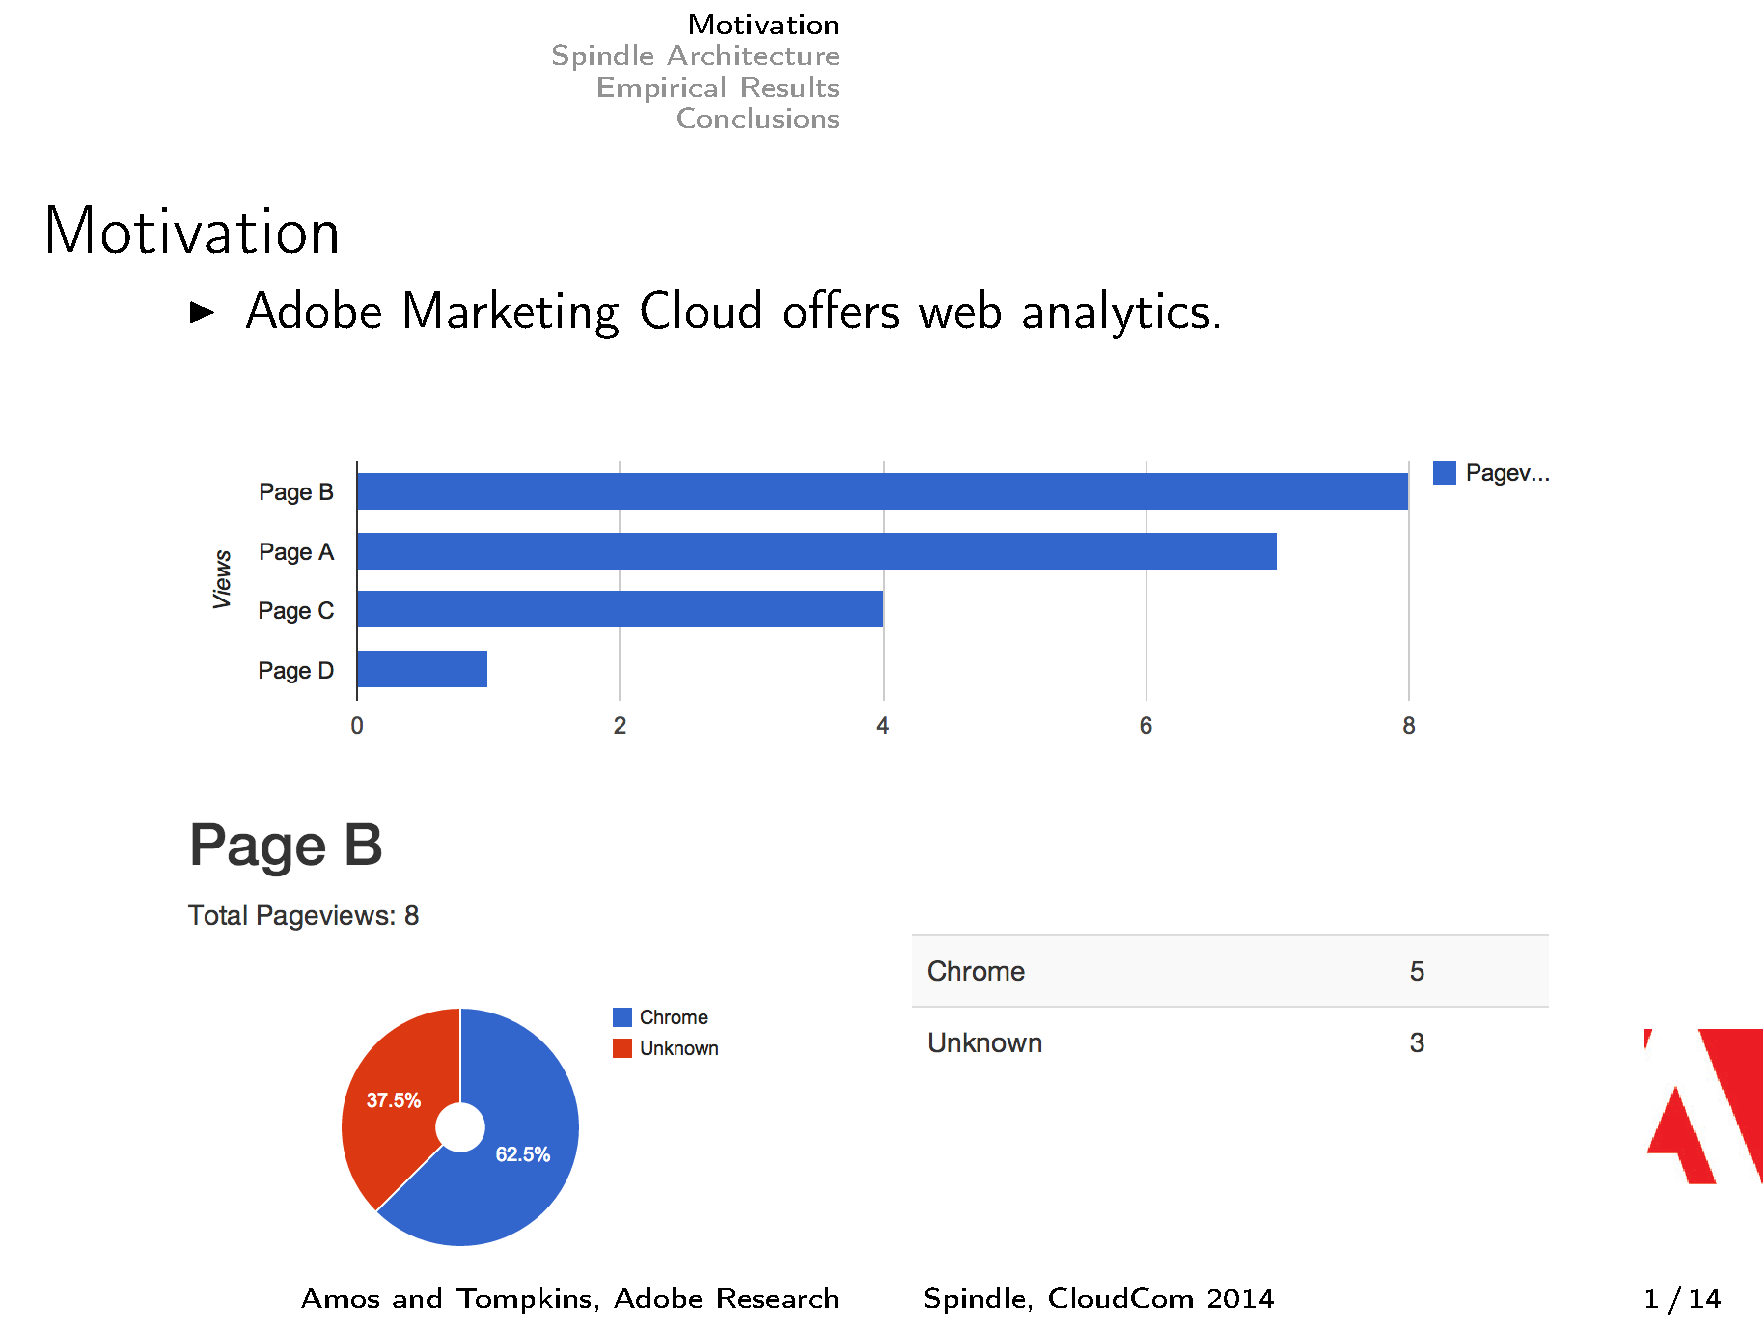 Motivation
Spindle Architecture
Empirical Results
Conclusions
Motivation
▶ Adobe Marketing Cloud offers web analytics.
Pagev...
Page B
Page A
Page C
Page D
Views
0 2 4 6 8
Page B
Total Pageviews: 8
Chrome 5
Unknown 3
Chrome
Unknown
37.5%
62.5%
Amos and Tompkins, Adobe Research Spindle, CloudCom 2014 1 / 14